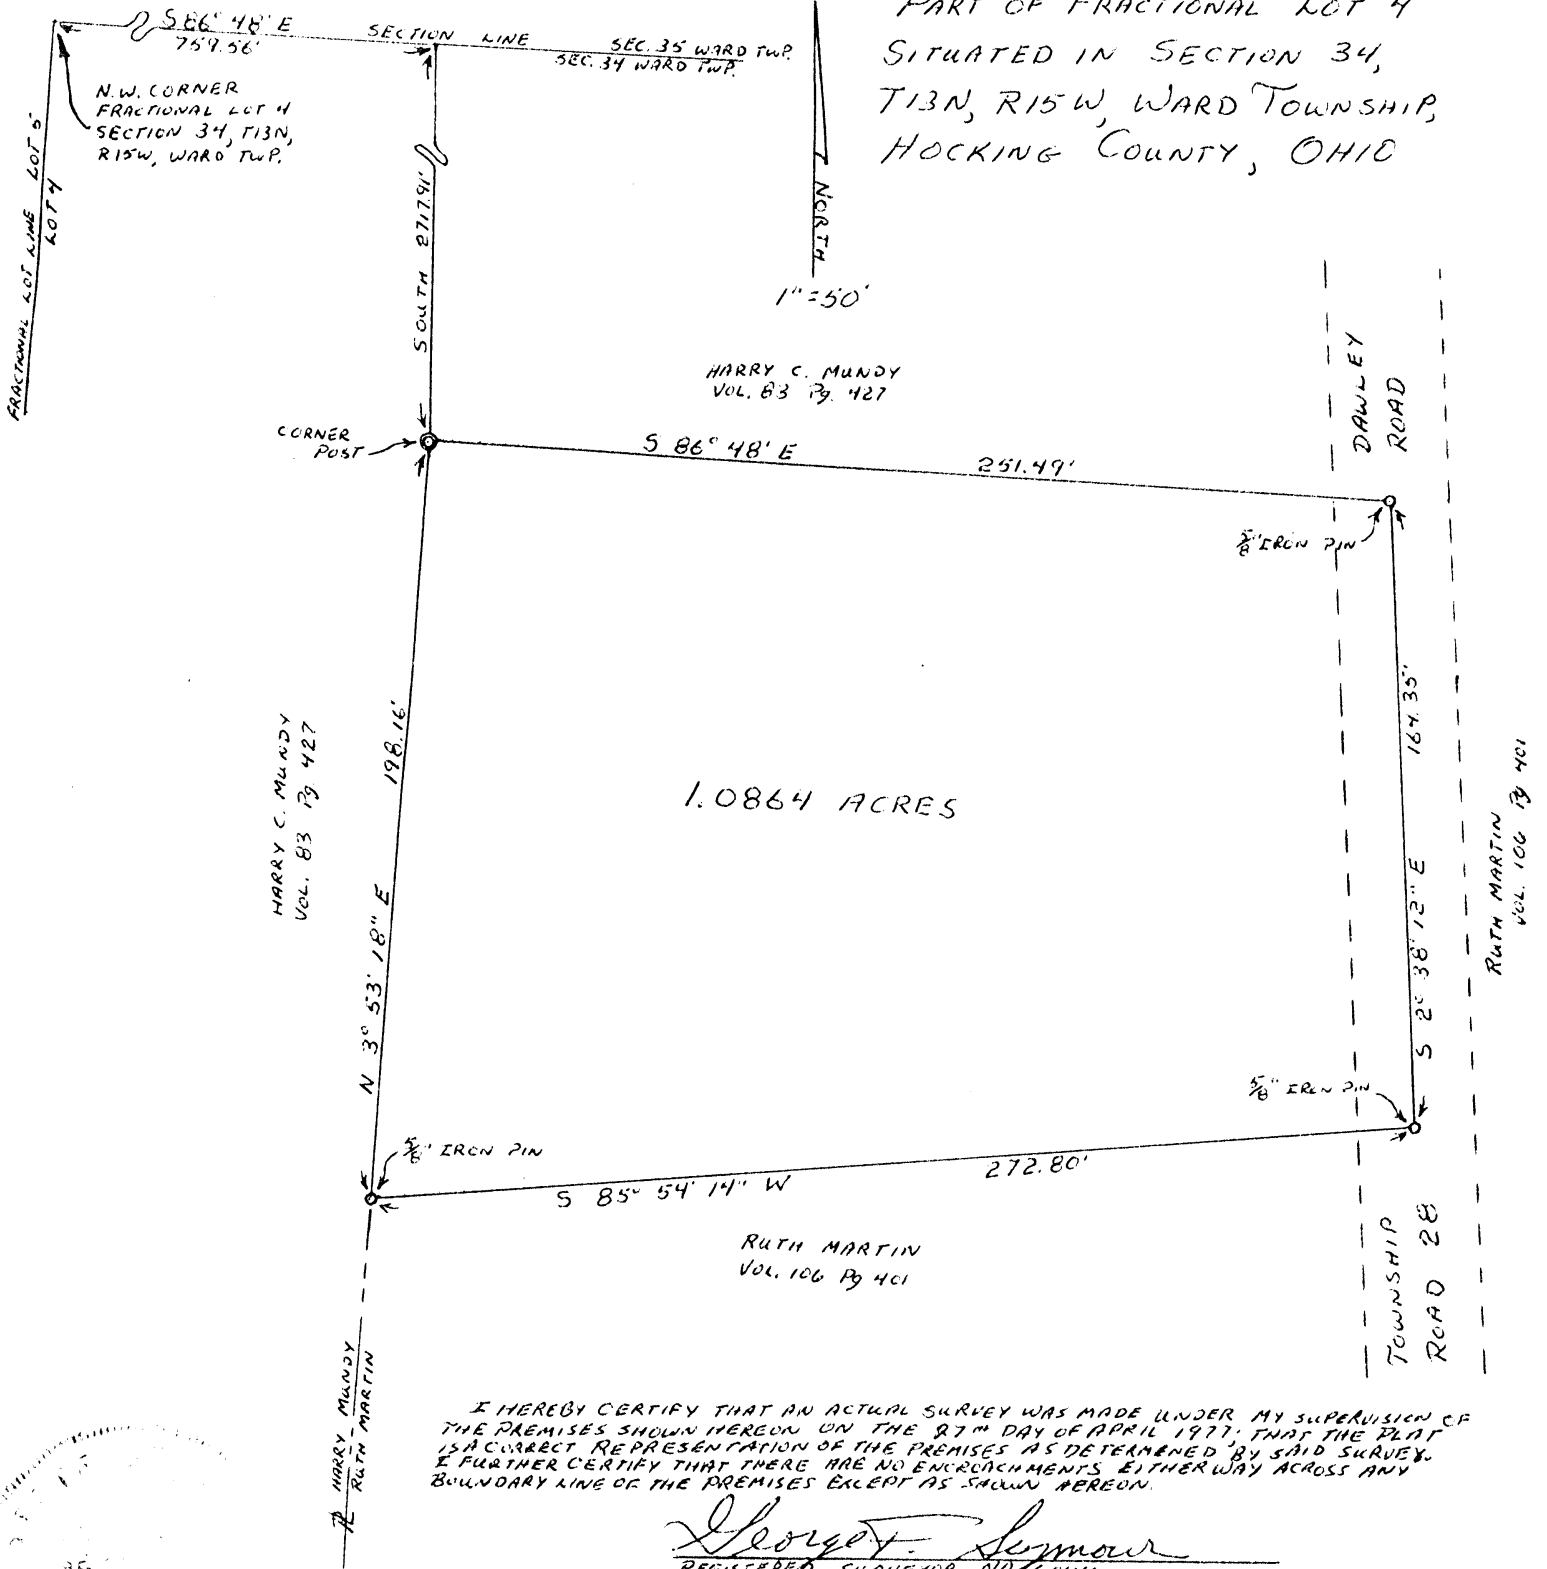 PART OF FRACTIONAL LOT 4
SITUATED IN SECTION 34,
T13N, R15W, WARD TOWNSHIP,
HOCKING COUNTY, OHIO
S 86° 48' E
759.56'
SECTION LINE
SEC. 35 WARD TWP.
SEC. 34 WARD TWP.
N.W. CORNER
FRACTIONAL LOT 4
SECTION 34, T13N,
R15W, WARD TWP.
FRACTIONAL LOT LINE LOT 5
LOT 4
SOUTH 2717.91'
NORTH
1"=50'
HARRY C. MUNDY
VOL. 83 Pg. 427
DAWLEY
ROAD
CORNER
POST
S 86° 48' E 251.49'
5/8" IRON PIN
198.16'
N 3° 53' 18" E
HARRY C. MUNDY
VOL. 83 Pg 427
1.0864 ACRES
164.35'
S 2° 38' 12" E
RUTH MARTIN
VOL. 106 Pg 401
5/8" IRON PIN
5/8" IRON PIN
S 85° 54' 14" W 272.80'
RUTH MARTIN
VOL. 106 Pg 401
TOWNSHIP
ROAD 28
HARRY MUNDY
RUTH MARTIN
PL
I HEREBY CERTIFY THAT AN ACTUAL SURVEY WAS MADE UNDER MY SUPERVISION OF
THE PREMISES SHOWN HEREON ON THE 27TH DAY OF APRIL 1977; THAT THE PLAT
IS A CORRECT REPRESENTATION OF THE PREMISES AS DETERMENED BY SAID SURVEY.
I FURTHER CERTIFY THAT THERE ARE NO ENCROACHMENTS EITHER WAY ACROSS ANY
BOUNDARY LINE OF THE PREMISES EXCEPT AS SHOWN HEREON.
George F. Seymour
REGISTERED SURVEYOR NO.